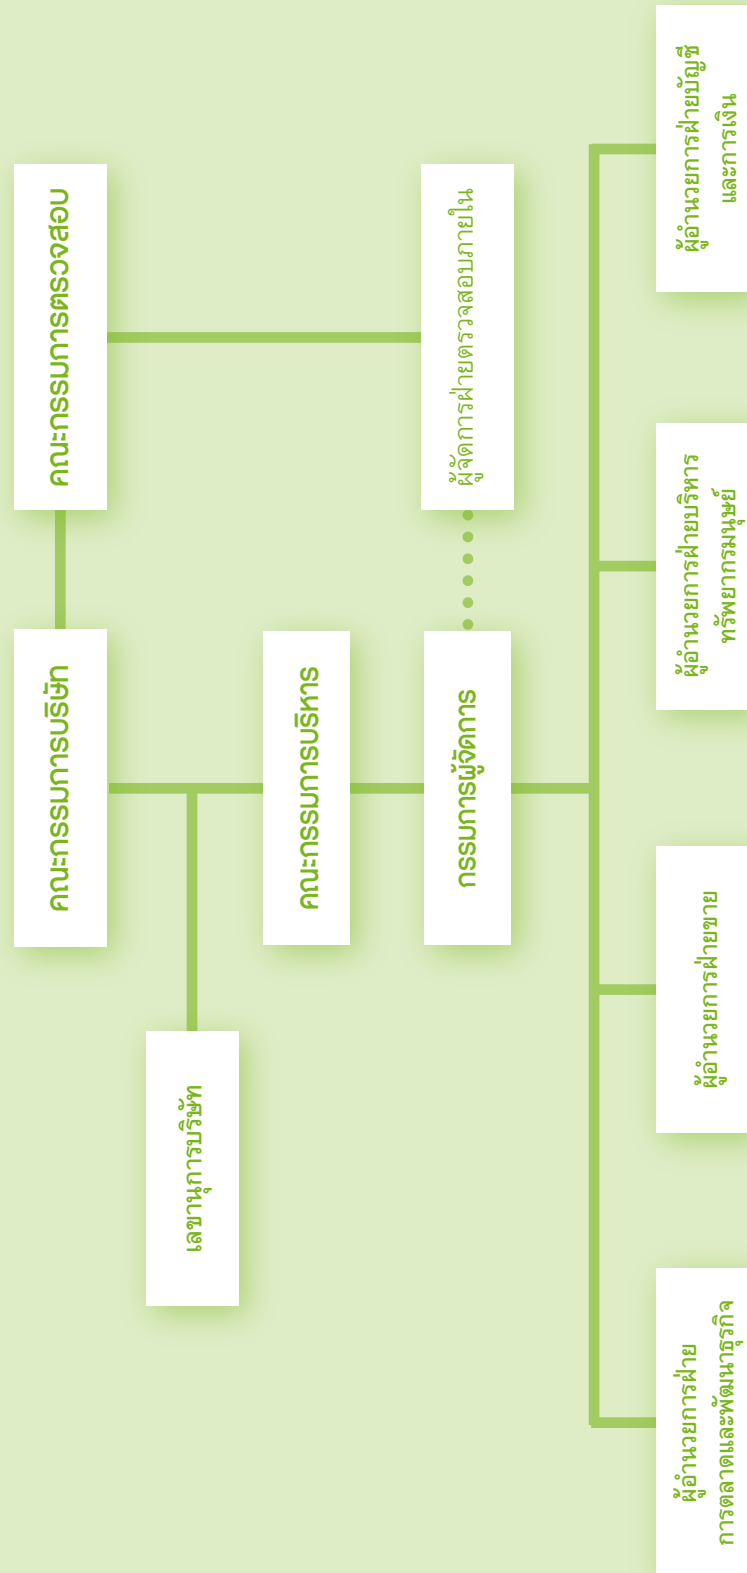 คณะกรรมการบริษัท
คณะกรรมการตรวจสอบ
เลขานุการบริษัท
คณะกรรมการบริหาร
กรรมการผู้จัดการ
ผู้จัดการฝ่ายตรวจสอบภายใน
ผู้อำนวยการฝ่าย
การตลาดและพัฒนาธุรกิจ
ผู้อำนวยการฝ่ายขาย
ผู้อำนวยการฝ่ายบริหาร
ทรัพยากรมนุษย์
ผู้อำนวยการฝ่ายบัญชี
และการเงิน